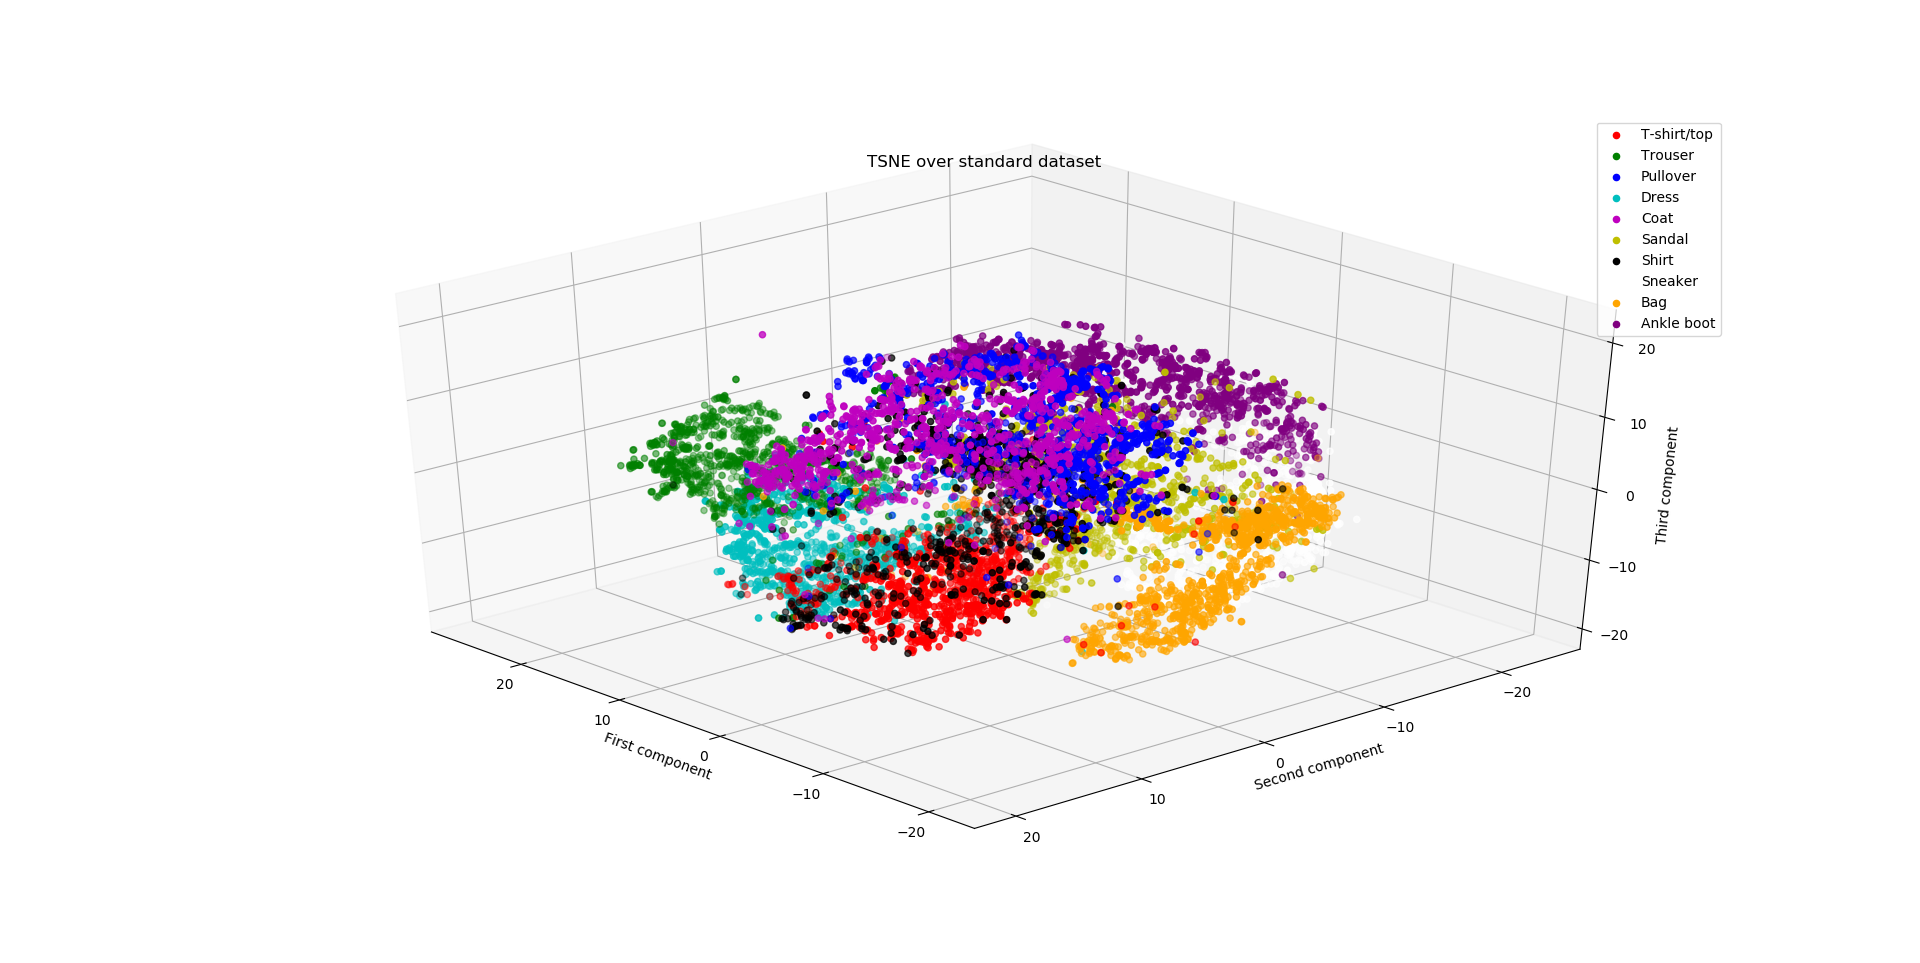 TSNE over standard dataset
T-shirt/top
Trouser
Pullover
Dress
Coat
Sandal
Shirt
Sneaker
Bag
Ankle boot
20
10
0
−10
−20
First component
20
10
0
−10
−20
Second component
20
10
0
−10
−20
Third component